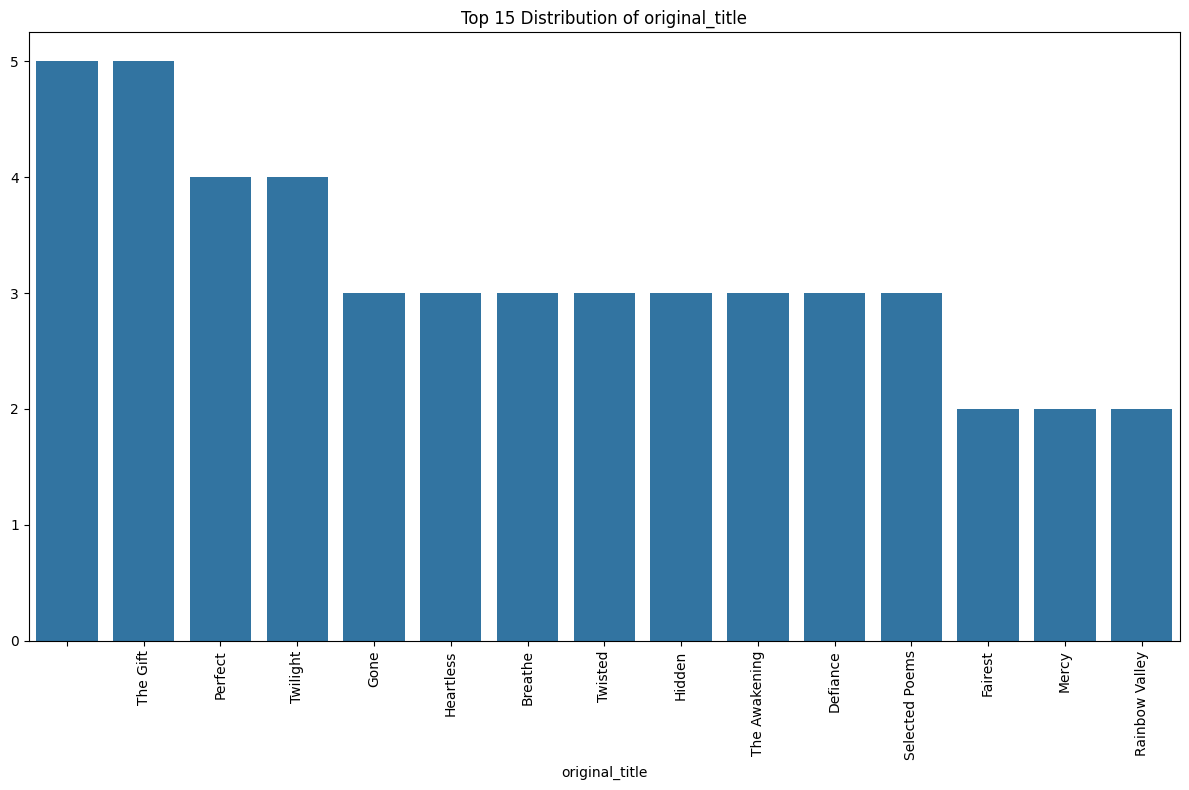 Top 15 Distribution of original_title
5
4
3
2
1
0
The Gift
Perfect
Twilight
Gone
Heartless
Breathe
Twisted
Hidden
The Awakening
Defiance
Selected Poems
Fairest
Mercy
Rainbow Valley
original_title